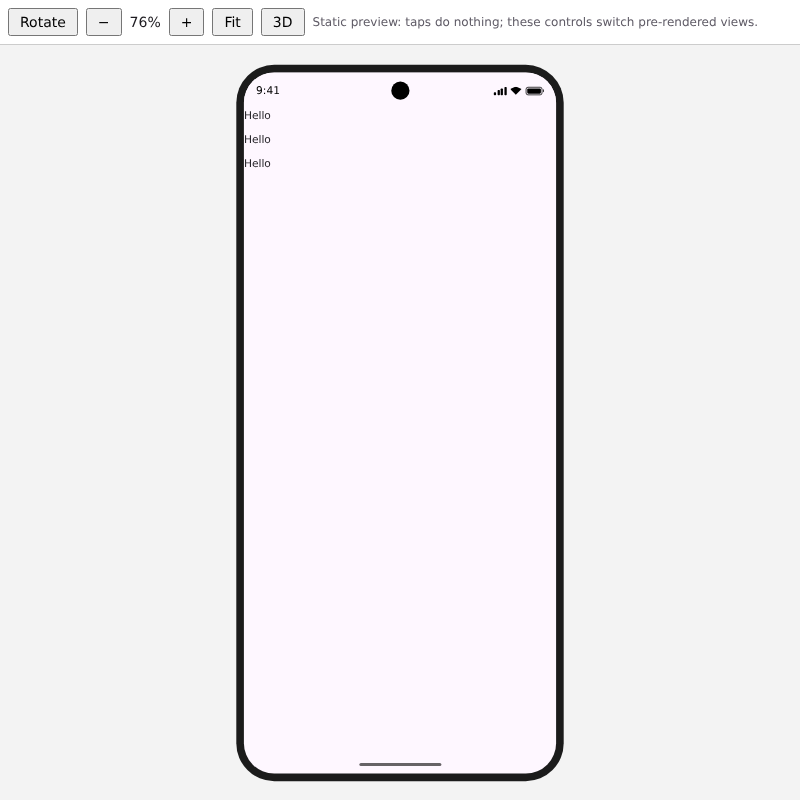 Rotate − 76% + Fit 3D Static preview: taps do nothing; these controls switch pre-rendered views.
9:41
Hello
Hello
Hello